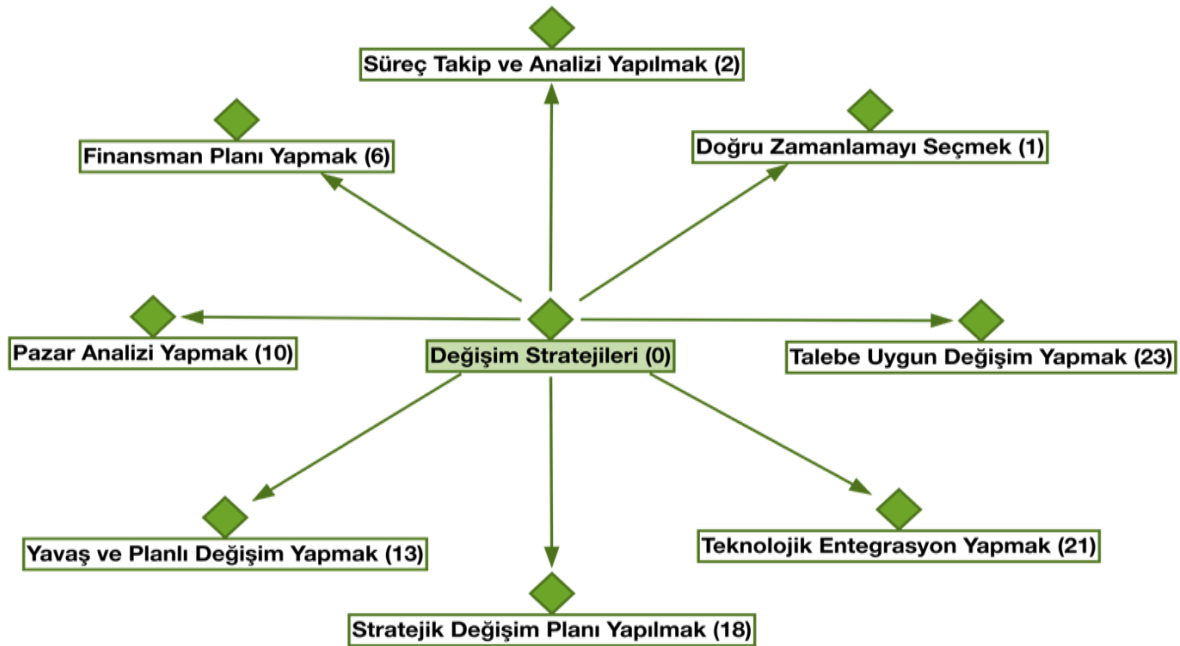 Süreç Takip ve Analizi Yapılmak (2)
Doğru Zamanlamayı Seçmek (1)
Finansman Planı Yapmak (6)
Pazar Analizi Yapmak (10)
Değişim Stratejileri (0)
Talebe Uygun Değişim Yapmak (23)
Yavaş ve Planlı Değişim Yapmak (13)
Teknolojik Entegrasyon Yapmak (21)
Stratejik Değişim Planı Yapılmak (18)